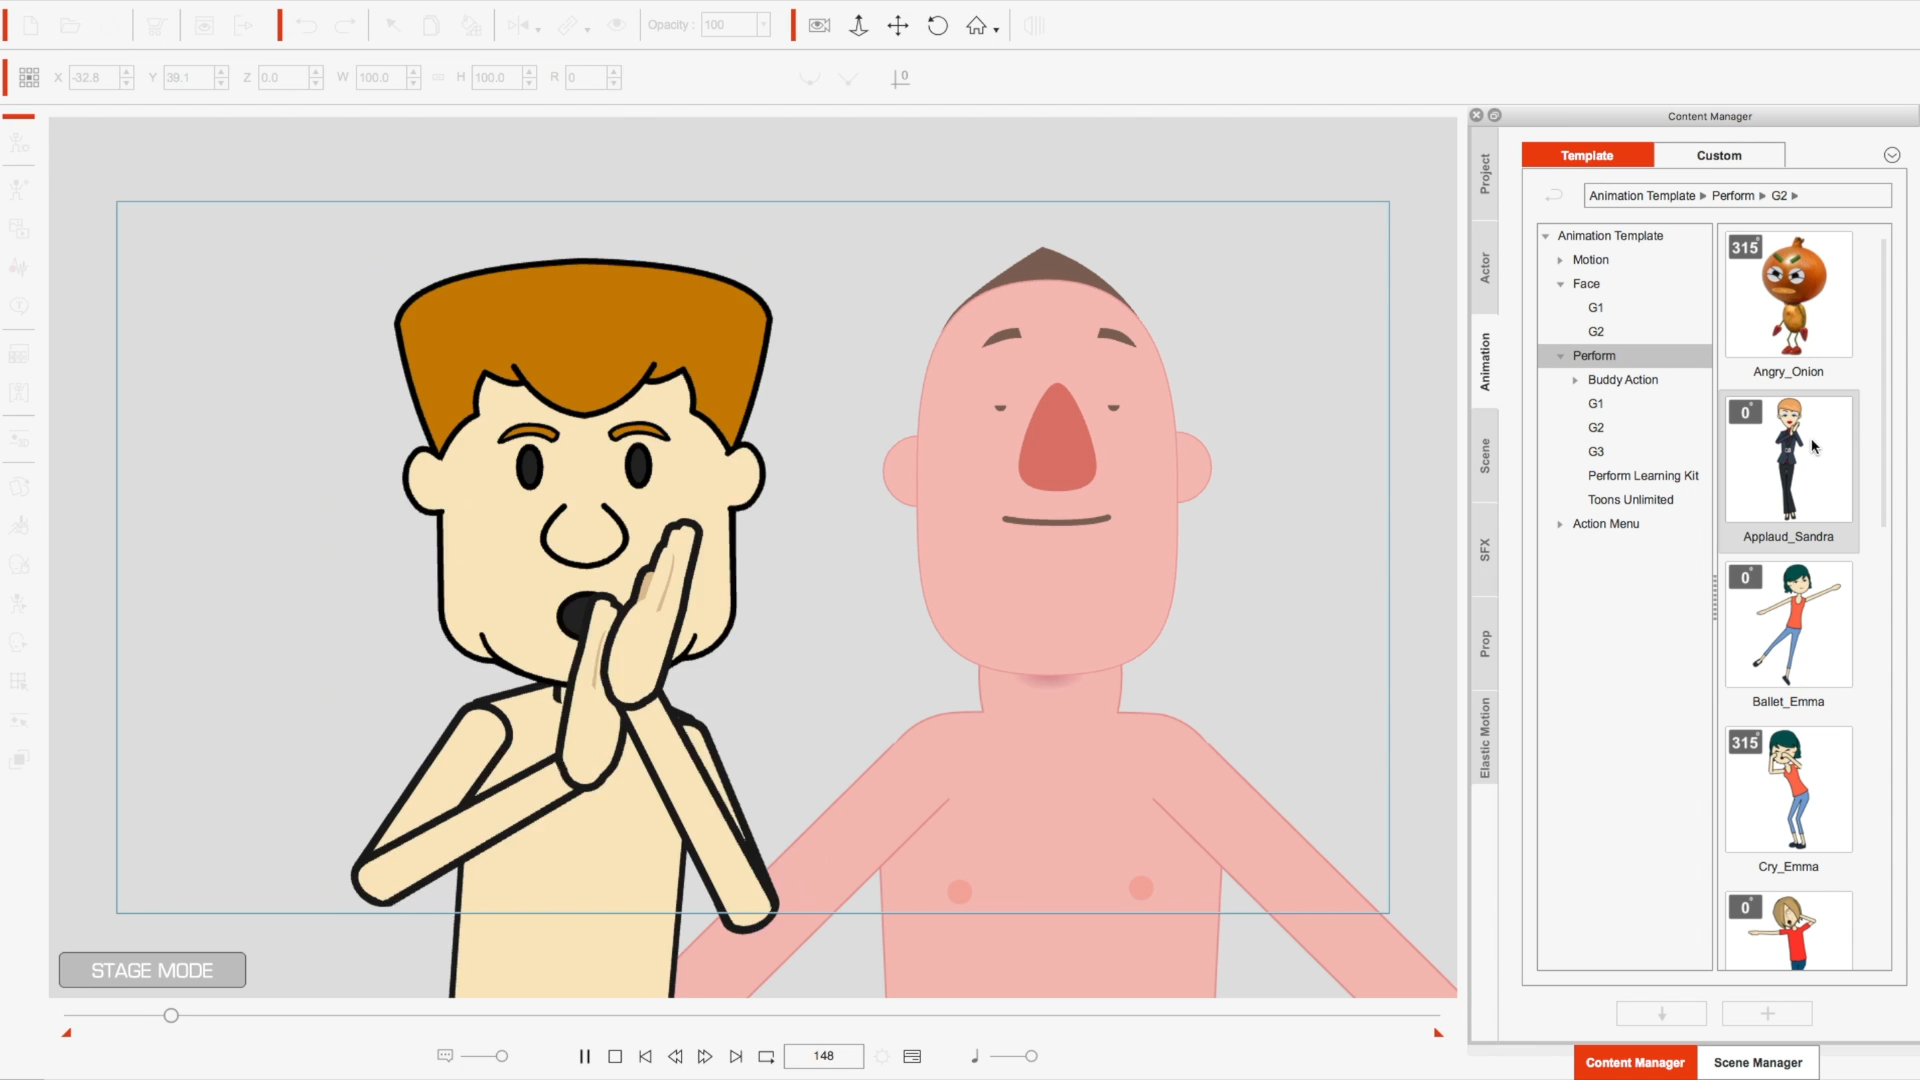 Opacity : 100
X -32.8 Y 39.1 Z 0.0 W 100.0 H 100.0 R 0
0
Content Manager
Template Custom
Animation Template Perform G2
Project
Actor
Animation
Scene
SFX
Prop
Elastic Motion
Animation Template
Motion
Face
G1
G2
Perform
Buddy Action
G1
G2
G3
Perform Learning Kit
Toons Unlimited
Action Menu
315°
Angry_Onion
0°
Applaud_Sandra
0°
Ballet_Emma
315°
Cry_Emma
0°
STAGE MODE
148
Content Manager Scene Manager